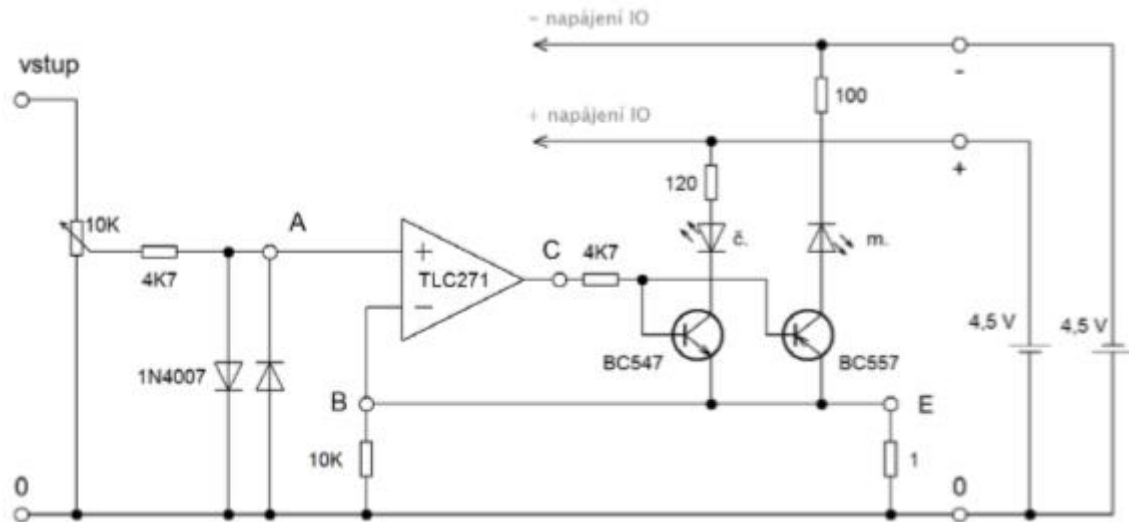 − napájení IO
vstup
-
100
+ napájení IO
+
120
10K
A
4K7
+
TLC271
−
C
4K7
č.
m.
4,5 V
4,5 V
1N4007
BC547
BC557
B
E
10K
1
0
0